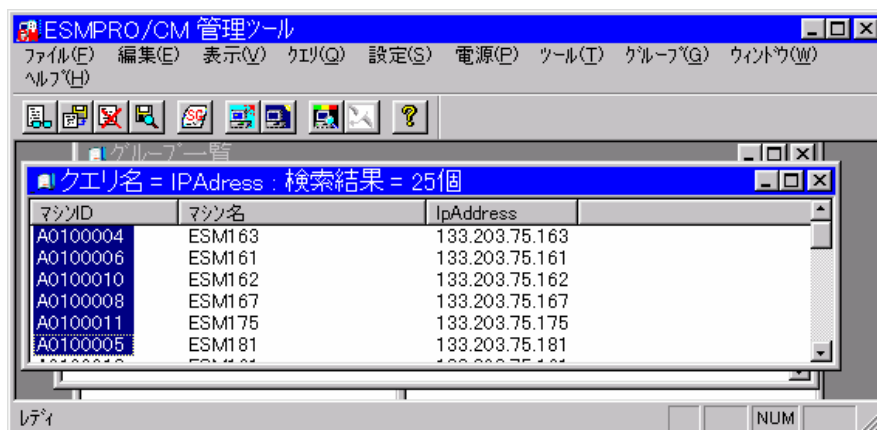 ESMPRO/CM 管理ツール
ファイル(F) 編集(E) 表示(V) クエリ(Q) 設定(S) 電源(P) ツール(T) グループ(G) ウィンドウ(W)
ヘルプ(H)
グループ一覧
クエリ名 = IPAdress : 検索結果 = 25個
マシンID マシン名 IpAddress
A0100004 ESM163 133.203.75.163
A0100006 ESM161 133.203.75.161
A0100010 ESM162 133.203.75.162
A0100008 ESM167 133.203.75.167
A0100011 ESM175 133.203.75.175
A0100005 ESM181 133.203.75.181
レディ NUM